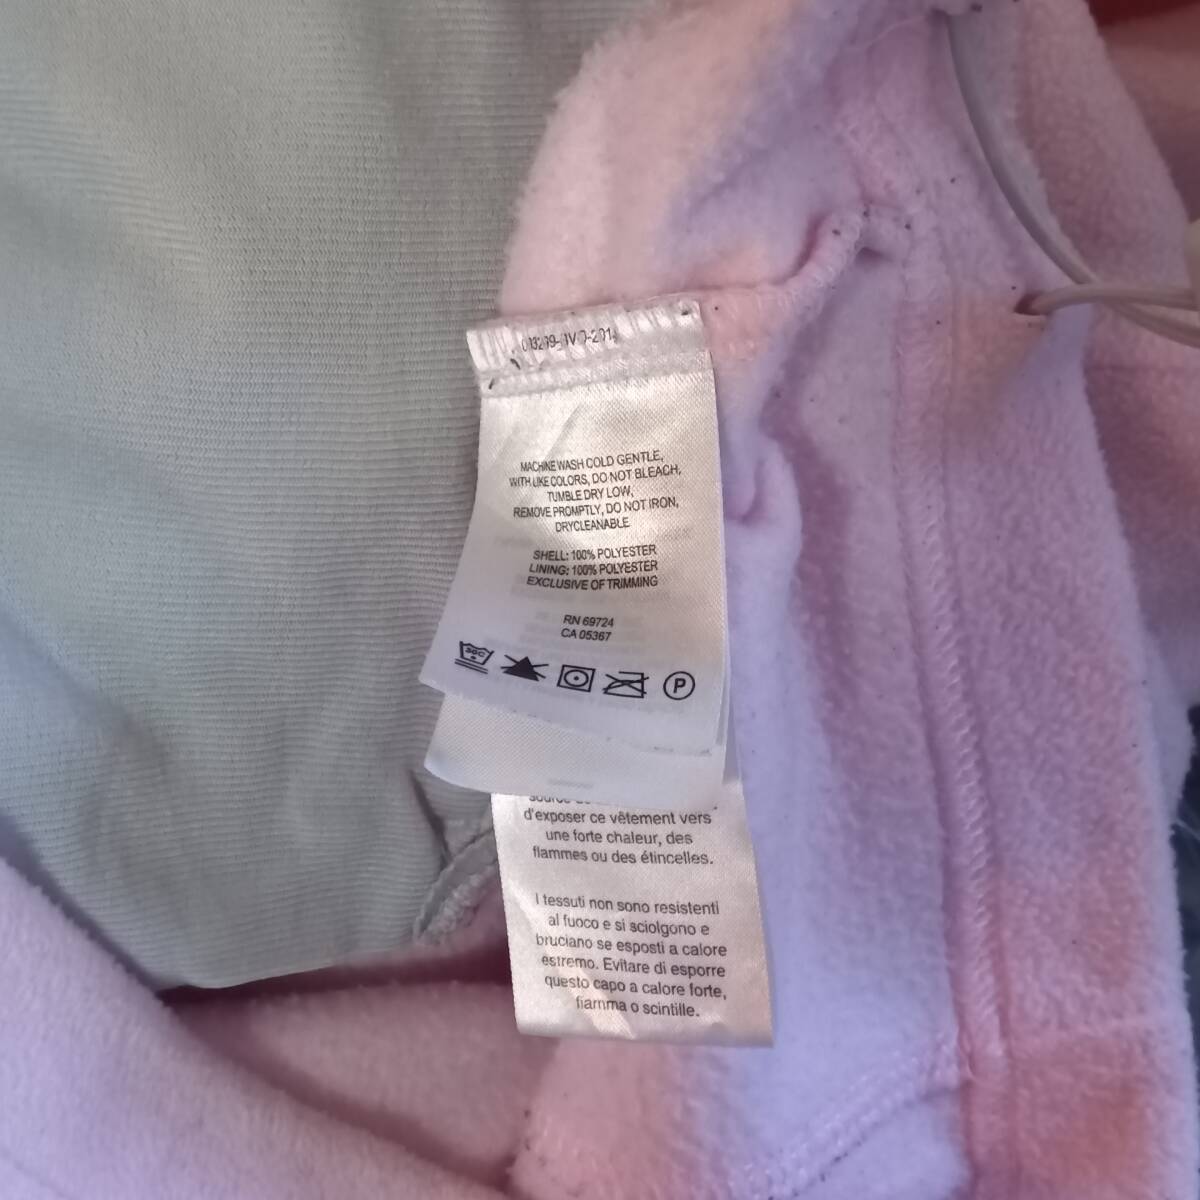 MACHINE WASH COLD GENTLE,
WITH LIKE COLORS, DO NOT BLEACH,
TUMBLE DRY LOW,
REMOVE PROMPTLY, DO NOT IRON,
DRYCLEANABLE
SHELL: 100% POLYESTER
LINING: 100% POLYESTER
EXCLUSIVE OF TRIMMING
RN 69724
CA 05367
P
d'exposer ce vêtement vers
une forte chaleur, des
flammes ou des étincelles.
I tessuti non sono resistenti
al fuoco e si sciolgono e
bruciano se esposti a calore
estremo. Evitare di esporre
questo capo a calore forte,
fiamma o scintille.